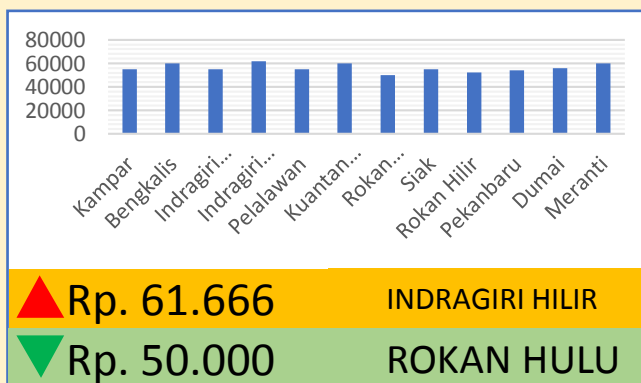 80000
60000
40000
20000
0
Kampar
Bengkalis
Indragiri...
Indragiri...
Pelalawan
Kuantan...
Rokan...
Siak
Rokan Hilir
Pekanbaru
Dumai
Meranti
Rp. 61.666 INDRAGIRI HILIR
Rp. 50.000 ROKAN HULU